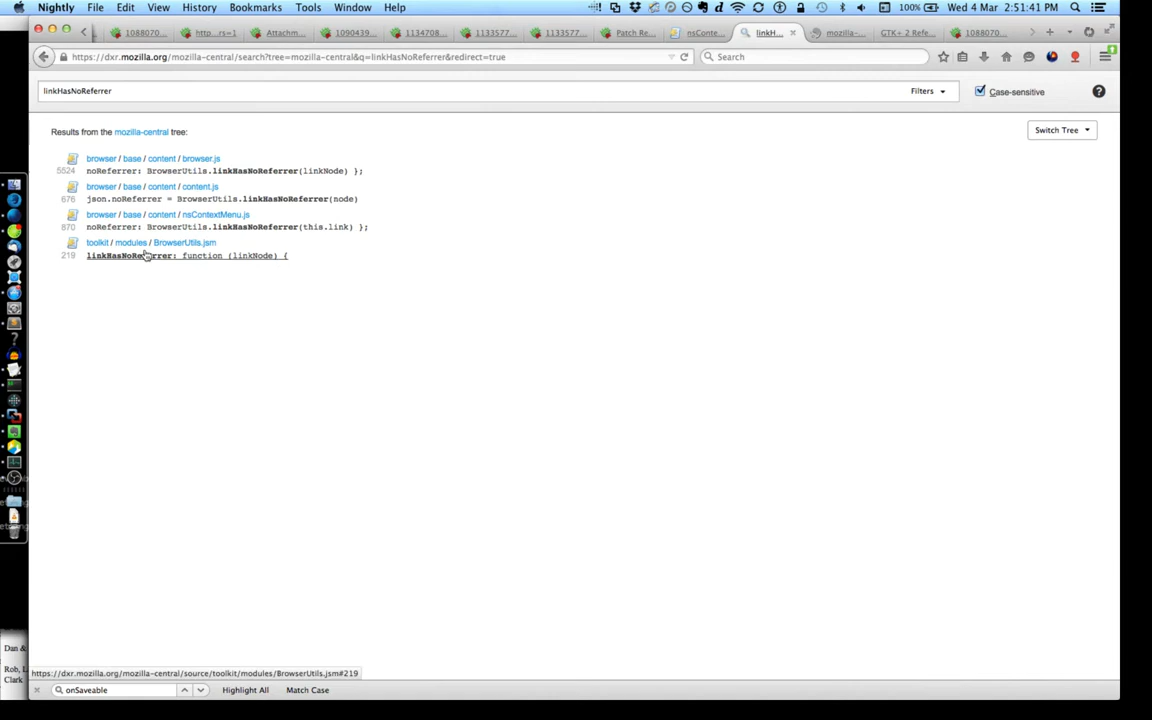 Nightly File Edit View History Bookmarks Tools Window Help 100% Wed 4 Mar 2:51:41 PM
1088070... http...rs=1 Attachm... 1090439... 1134708... 1133577... 1133577... Patch Re... nsConte... linkH... mozilla-... GTK+ 2 Refe... 1088070...
https://dxr.mozilla.org/mozilla-central/search?tree=mozilla-central&q=linkHasNoReferrer&redirect=true Search
linkHasNoReferrer Filters Case-sensitive ?
Results from the mozilla-central tree: Switch Tree
browser / base / content / browser.js
5524 noReferrer: BrowserUtils.linkHasNoReferrer(linkNode) };
browser / base / content / content.js
676 json.noReferrer = BrowserUtils.linkHasNoReferrer(node)
browser / base / content / nsContextMenu.js
870 noReferrer: BrowserUtils.linkHasNoReferrer(this.link) };
toolkit / modules / BrowserUtils.jsm
219 linkHasNoReferrer: function (linkNode) {
Dan &
Rob, L
Clark
https://dxr.mozilla.org/mozilla-central/source/toolkit/modules/BrowserUtils.jsm#219
onSaveable Highlight All Match Case